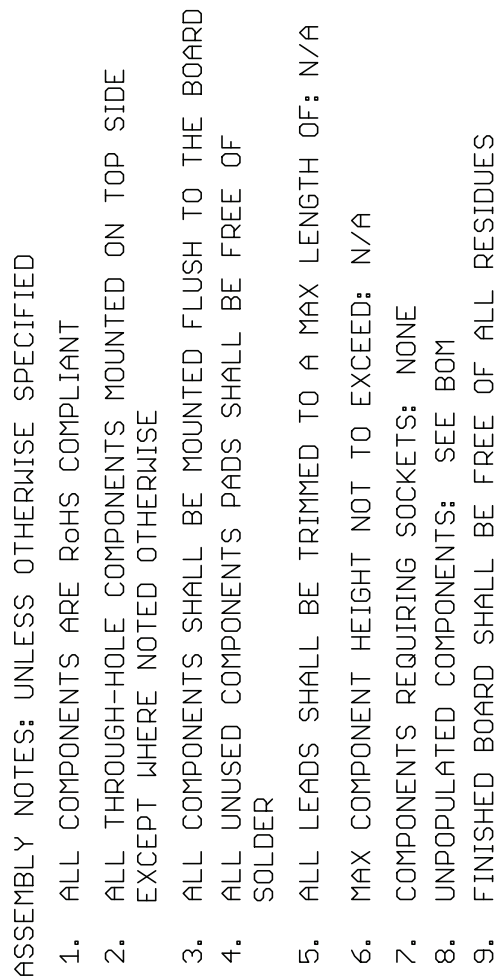 ASSEMBLY NOTES: UNLESS OTHERWISE SPECIFIED
1. ALL COMPONENTS ARE RoHS COMPLIANT
2. ALL THROUGH-HOLE COMPONENTS MOUNTED ON TOP SIDE
EXCEPT WHERE NOTED OTHERWISE
3. ALL COMPONENTS SHALL BE MOUNTED FLUSH TO THE BOARD
4. ALL UNUSED COMPONENTS PADS SHALL BE FREE OF
SOLDER
5. ALL LEADS SHALL BE TRIMMED TO A MAX LENGTH OF: N/A
6. MAX COMPONENT HEIGHT NOT TO EXCEED: N/A
7. COMPONENTS REQUIRING SOCKETS: NONE
8. UNPOPULATED COMPONENTS: SEE BOM
9. FINISHED BOARD SHALL BE FREE OF ALL RESIDUES